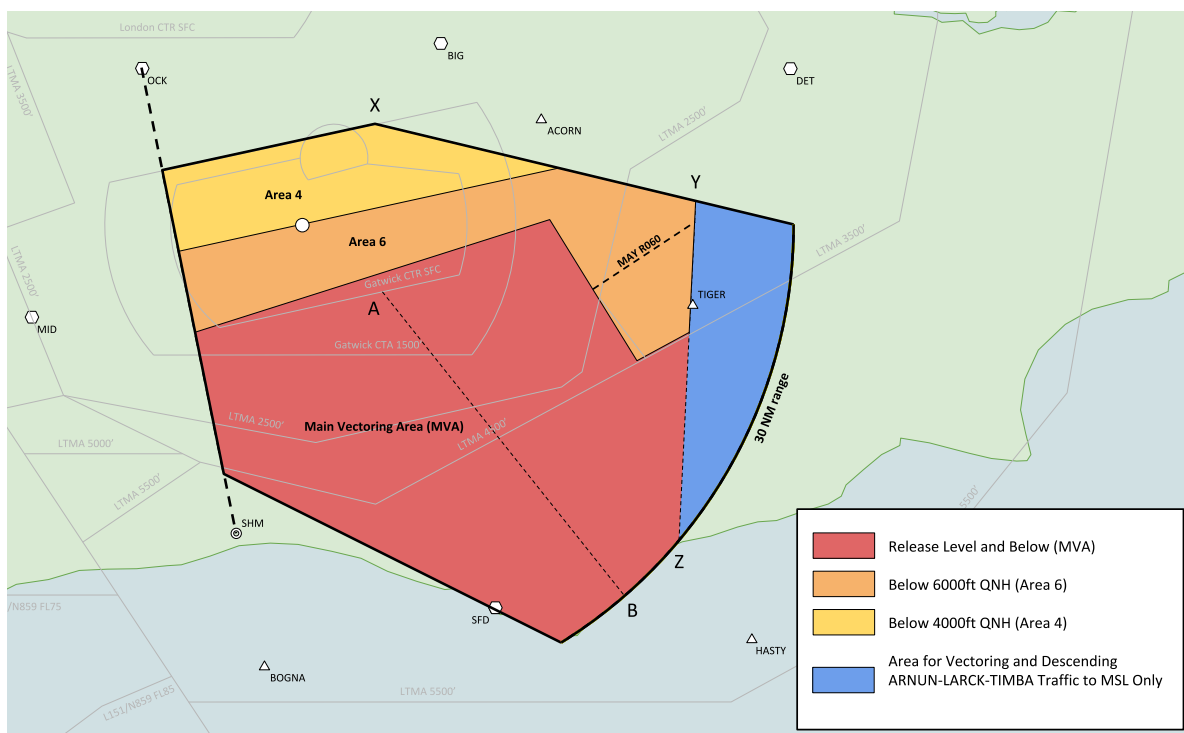 London CTR SFC
BIG
OCK
LTMA 3500'
DET
X
ACORN
LTMA 2500'
Area 4
Y
Area 6
MAY R060
LTMA 3500'
LTMA 2500'
Gatwick CTR SFC
TIGER
A
MID
Gatwick CTA 1500'
30 NM range
LTMA 2500'
Main Vectoring Area (MVA)
LTMA 4500'
LTMA 5000'
LTMA 5500'
5500'
SHM
Z
B
SFD
/N859 FL75
HASTY
BOGNA
L151/N859 FL85
LTMA 5500'
Release Level and Below (MVA)
Below 6000ft QNH (Area 6)
Below 4000ft QNH (Area 4)
Area for Vectoring and Descending
ARNUN-LARCK-TIMBA Traffic to MSL Only